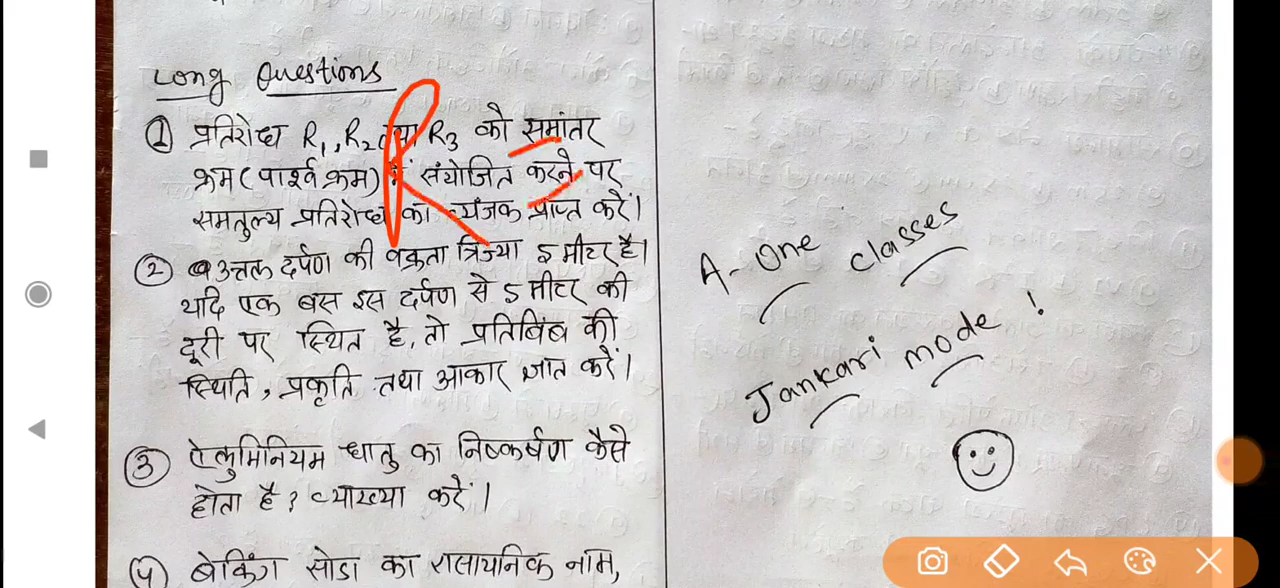 Long Questions
① प्रतिरोध R₁, R₂ तथा R₃ को समांतर
क्रम (पार्श्व क्रम) में संयोजित करने पर
समतुल्य प्रतिरोध का व्यंजक प्राप्त करें।
② उत्तल दर्पण की वक्रता त्रिज्या 5 मीटर है।
यदि एक बस इस दर्पण से 5 मीटर की
दूरी पर स्थित है, तो प्रतिबिंब की
स्थिति, प्रकृति तथा आकार ज्ञात करें।
③ ऐलुमिनियम धातु का निष्कर्षण कैसे
होता है? व्याख्या करें।
④ बेकिंग सोडा का रासायनिक नाम,
A-One classes
Jankari mode!
R